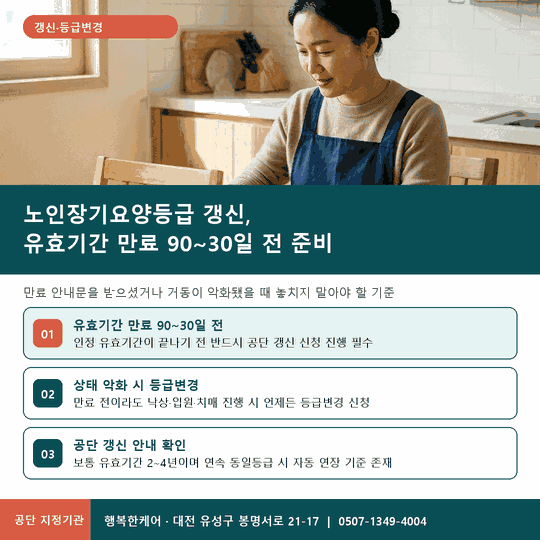 갱신·등급변경
노인장기요양등급 갱신,
유효기간 만료 90~30일 전 준비
만료 안내문을 받으셨거나 거동이 악화됐을 때 놓치지 말아야 할 기준
01
유효기간 만료 90~30일 전
인정 유효기간이 끝나기 전 반드시 공단 갱신 신청 진행 필수
02
상태 악화 시 등급변경
만료 전이라도 낙상·입원·치매 진행 시 언제든 등급변경 신청
03
공단 갱신 안내 확인
보통 유효기간 2~4년이며 연속 동일등급 시 자동 연장 기준 존재
공단 지정기관
행복한케어 · 대전 유성구 봉명서로 21-17 | 0507-1349-4004